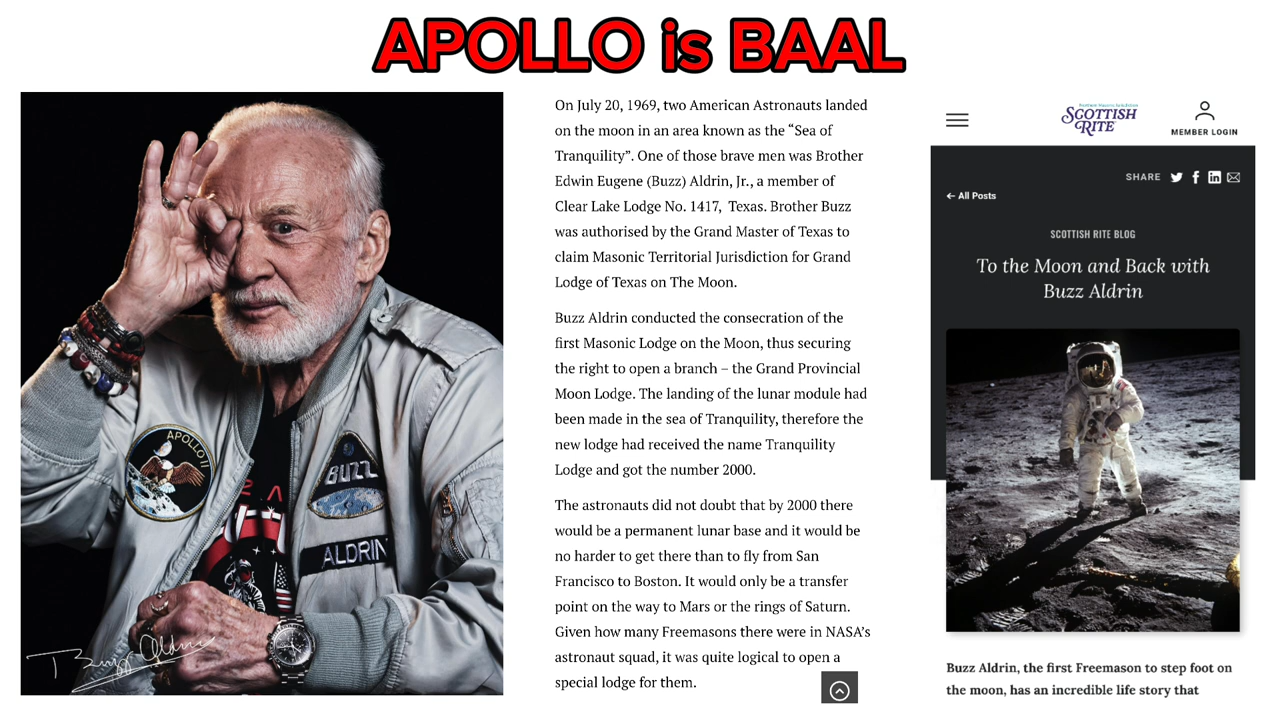 APOLLO is BAAL
APOLLO 11
BUZZ
ALDRIN
Buzz Aldrin
On July 20, 1969, two American Astronauts landed
on the moon in an area known as the “Sea of
Tranquility”. One of those brave men was Brother
Edwin Eugene (Buzz) Aldrin, Jr., a member of
Clear Lake Lodge No. 1417, Texas. Brother Buzz
was authorised by the Grand Master of Texas to
claim Masonic Territorial Jurisdiction for Grand
Lodge of Texas on The Moon.
Buzz Aldrin conducted the consecration of the
first Masonic Lodge on the Moon, thus securing
the right to open a branch – the Grand Provincial
Moon Lodge. The landing of the lunar module had
been made in the sea of Tranquility, therefore the
new lodge had received the name Tranquility
Lodge and got the number 2000.
The astronauts did not doubt that by 2000 there
would be a permanent lunar base and it would be
no harder to get there than to fly from San
Francisco to Boston. It would only be a transfer
point on the way to Mars or the rings of Saturn.
Given how many Freemasons there were in NASA’s
astronaut squad, it was quite logical to open a
special lodge for them.
Northern Masonic Jurisdiction
SCOTTISH
RITE
MEMBER LOGIN
SHARE
← All Posts
SCOTTISH RITE BLOG
To the Moon and Back with
Buzz Aldrin
Buzz Aldrin, the first Freemason to step foot on
the moon, has an incredible life story that